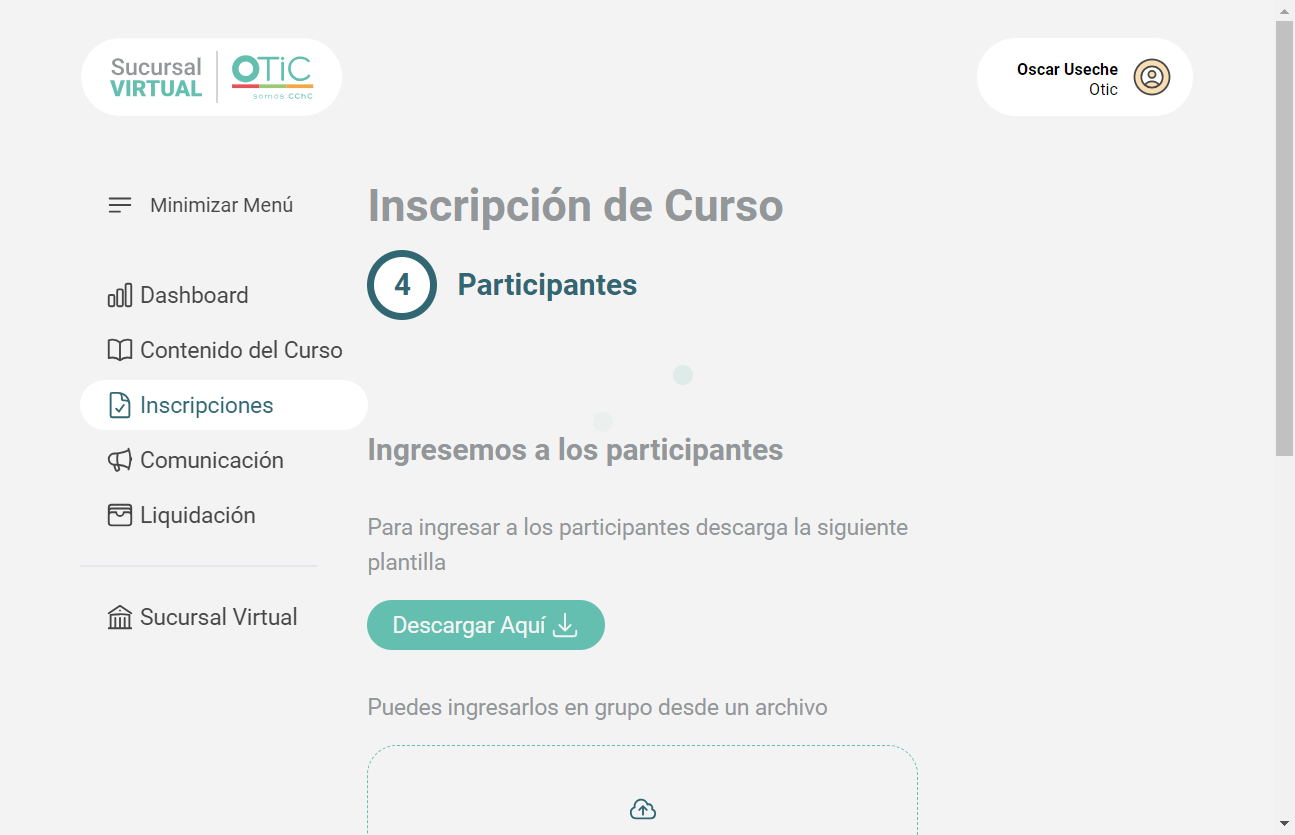 Sucursal
VIRTUAL
OTiC
somos CChC
Oscar Useche
Otic
Minimizar Menú
Dashboard
Contenido del Curso
Inscripciones
Comunicación
Liquidación
Sucursal Virtual
Inscripción de Curso
4
Participantes
Ingresemos a los participantes
Para ingresar a los participantes descarga la siguiente
plantilla
Descargar Aquí
Puedes ingresarlos en grupo desde un archivo